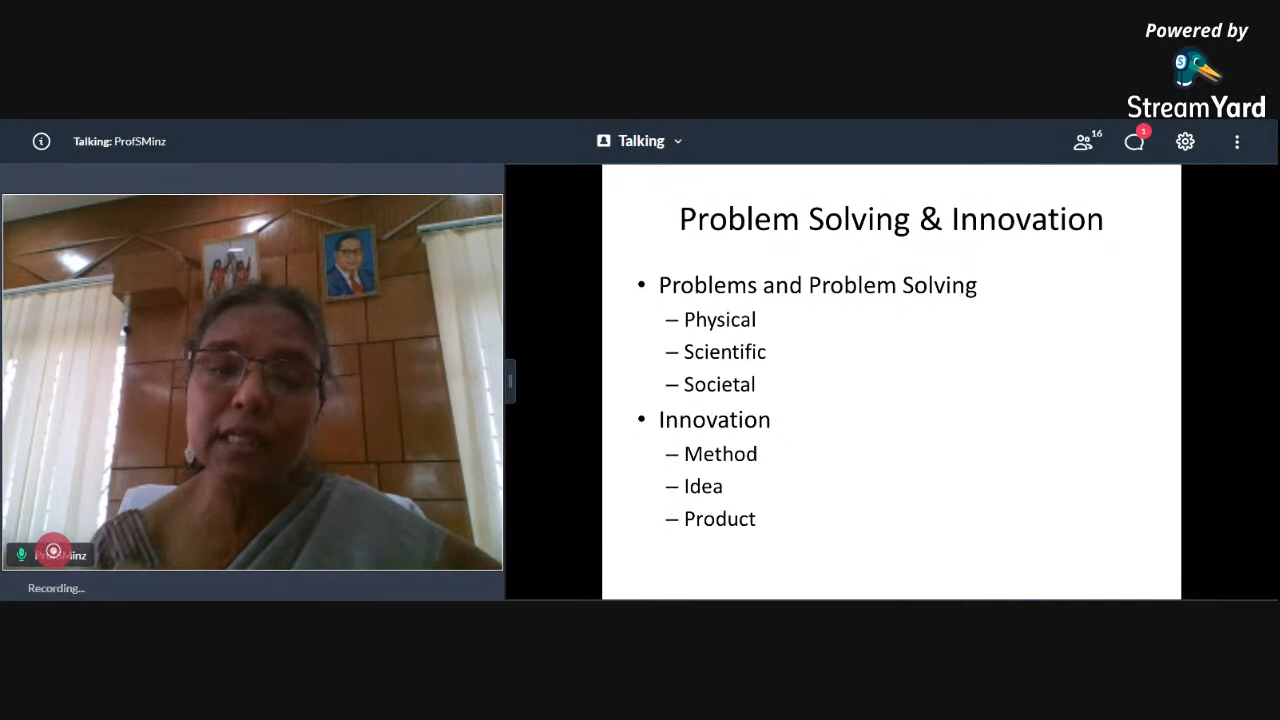 Powered by
StreamYard
Talking: ProfSMinz
Talking
16
1
Problem Solving & Innovation
• Problems and Problem Solving
– Physical
– Scientific
– Societal
• Innovation
– Method
– Idea
– Product
ProfSMinz
Recording...